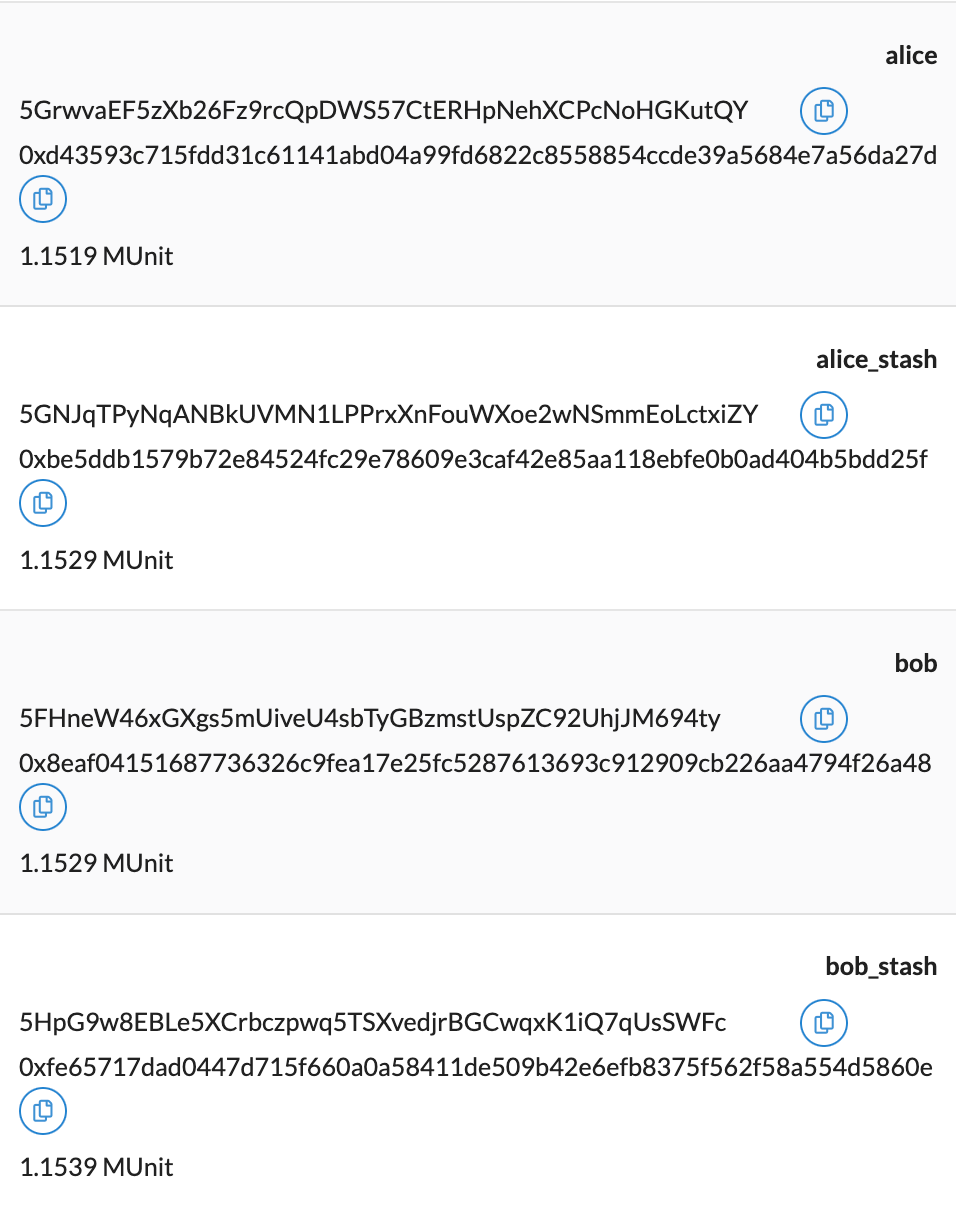 alice
5GrwvaEF5zXb26Fz9rcQpDWS57CtERHpNehXCPcNoHGKutQY
0xd43593c715fdd31c61141abd04a99fd6822c8558854ccde39a5684e7a56da27d
1.1519 MUnit
alice_stash
5GNJqTPyNqANBkUVMN1LPPrxXnFouWXoe2wNSmmEoLctxiZY
0xbe5ddb1579b72e84524fc29e78609e3caf42e85aa118ebfe0b0ad404b5bdd25f
1.1529 MUnit
bob
5FHneW46xGXgs5mUiveU4sbTyGBzmstUspZC92UhjJM694ty
0x8eaf04151687736326c9fea17e25fc5287613693c912909cb226aa4794f26a48
1.1529 MUnit
bob_stash
5HpG9w8EBLe5XCrbczpwq5TSXvedjrBGCwqxK1iQ7qUsSWFc
0xfe65717dad0447d715f660a0a58411de509b42e6efb8375f562f58a554d5860e
1.1539 MUnit